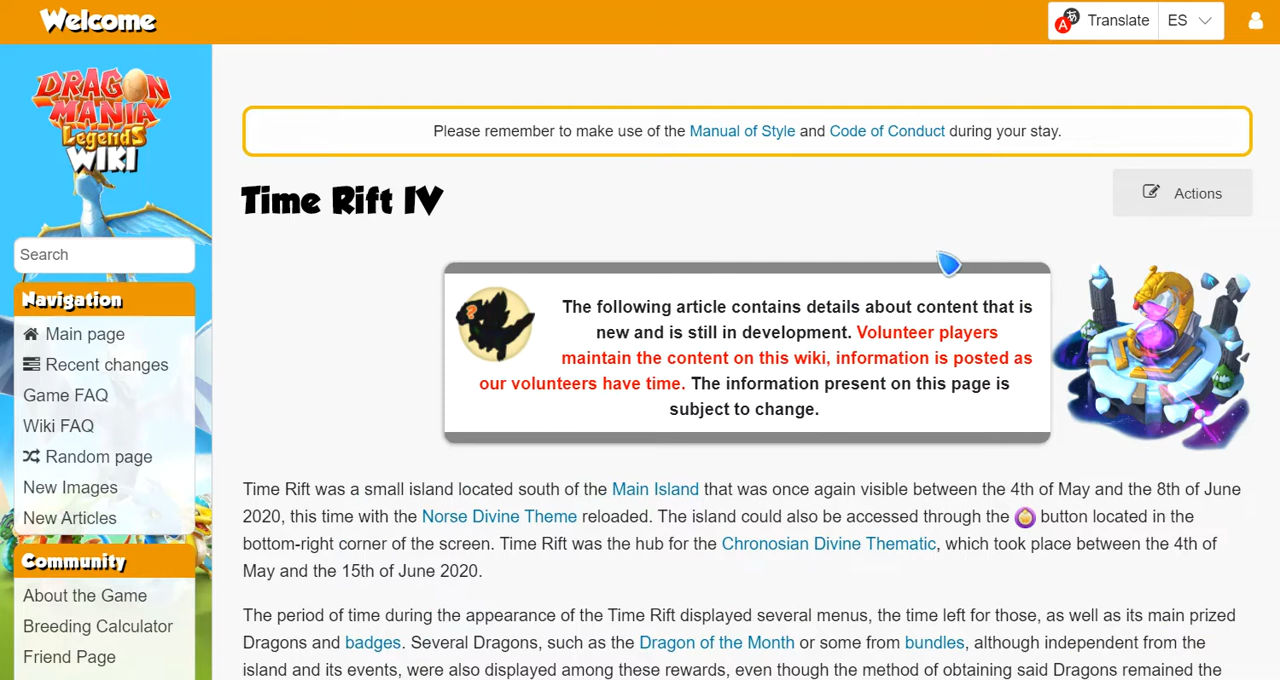 Welcome
Translate
ES
DRAGON
MANIA
Legends
WIKI
Search
Navigation
Main page
Recent changes
Game FAQ
Wiki FAQ
Random page
New Images
New Articles
Community
About the Game
Breeding Calculator
Friend Page
Please remember to make use of the Manual of Style and Code of Conduct during your stay.
Time Rift IV
Actions
The following article contains details about content that is
new and is still in development. Volunteer players
maintain the content on this wiki, information is posted as
our volunteers have time. The information present on this page is
subject to change.
Time Rift was a small island located south of the Main Island that was once again visible between the 4th of May and the 8th of June
2020, this time with the Norse Divine Theme reloaded. The island could also be accessed through the button located in the
bottom-right corner of the screen. Time Rift was the hub for the Chronosian Divine Thematic, which took place between the 4th of
May and the 15th of June 2020.
The period of time during the appearance of the Time Rift displayed several menus, the time left for those, as well as its main prized
Dragons and badges. Several Dragons, such as the Dragon of the Month or some from bundles, although independent from the
island and its events, were also displayed among these rewards, even though the method of obtaining said Dragons remained the